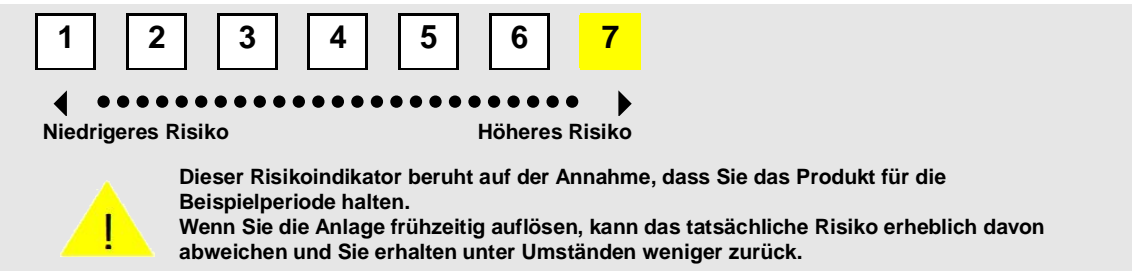 1 2 3 4 5 6 7
Niedrigeres Risiko Höheres Risiko
Dieser Risikoindikator beruht auf der Annahme, dass Sie das Produkt für die
Beispielperiode halten.
Wenn Sie die Anlage frühzeitig auflösen, kann das tatsächliche Risiko erheblich davon
abweichen und Sie erhalten unter Umständen weniger zurück.
!